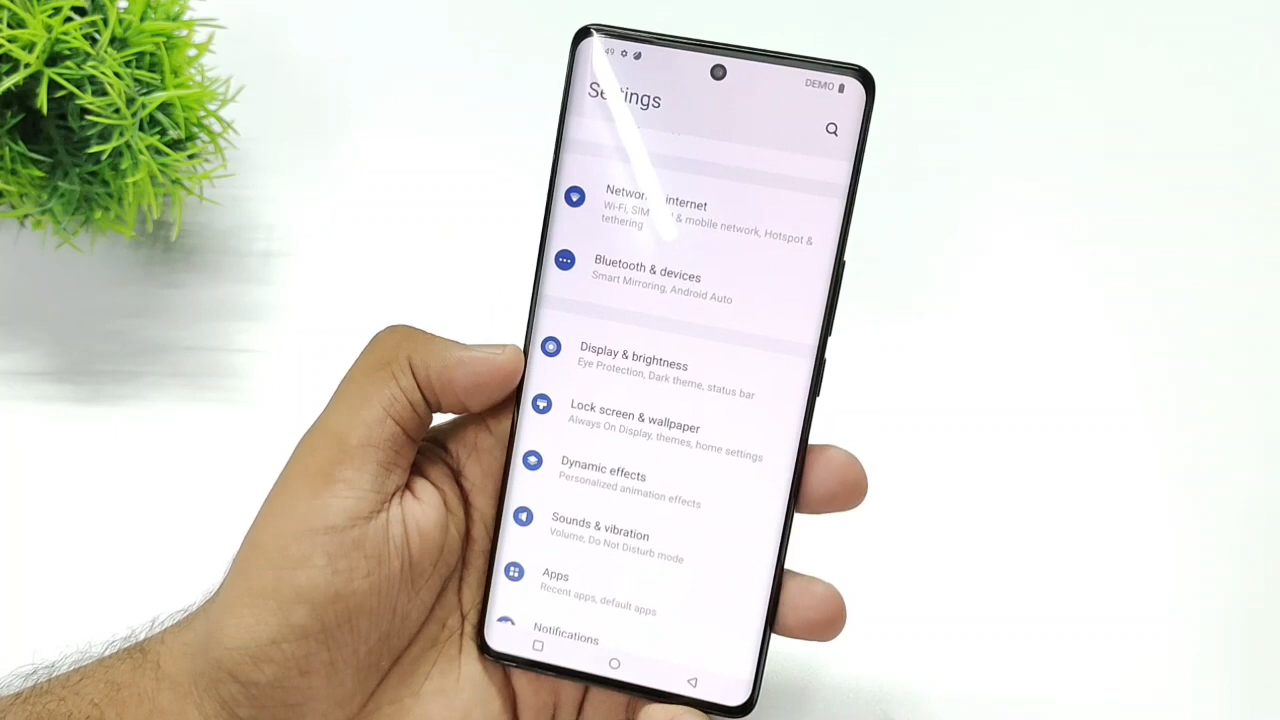 49
DEMO
Settings
Network internet
Wi-Fi, & mobile network, Hotspot &
tethering
Bluetooth & devices
Smart Mirroring, Android Auto
Display & brightness
Eye Protection, Dark theme, status bar
Lock screen & wallpaper
Always On Display, themes, home settings
Dynamic effects
Personalized animation effects
Sounds & vibration
Volume, Do Not Disturb mode
Apps
Recent apps, default apps
Notifications